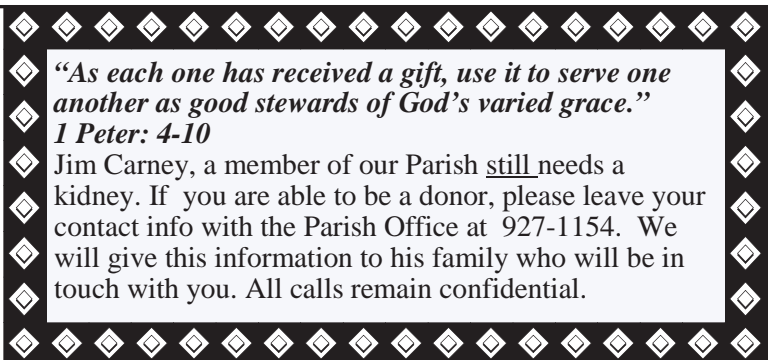 “As each one has received a gift, use it to serve one
another as good stewards of God’s varied grace.”
1 Peter: 4-10
Jim Carney, a member of our Parish still needs a
kidney. If  you are able to be a donor, please leave your
contact info with the Parish Office at  927-1154.  We
will give this information to his family who will be in
touch with you. All calls remain confidential.